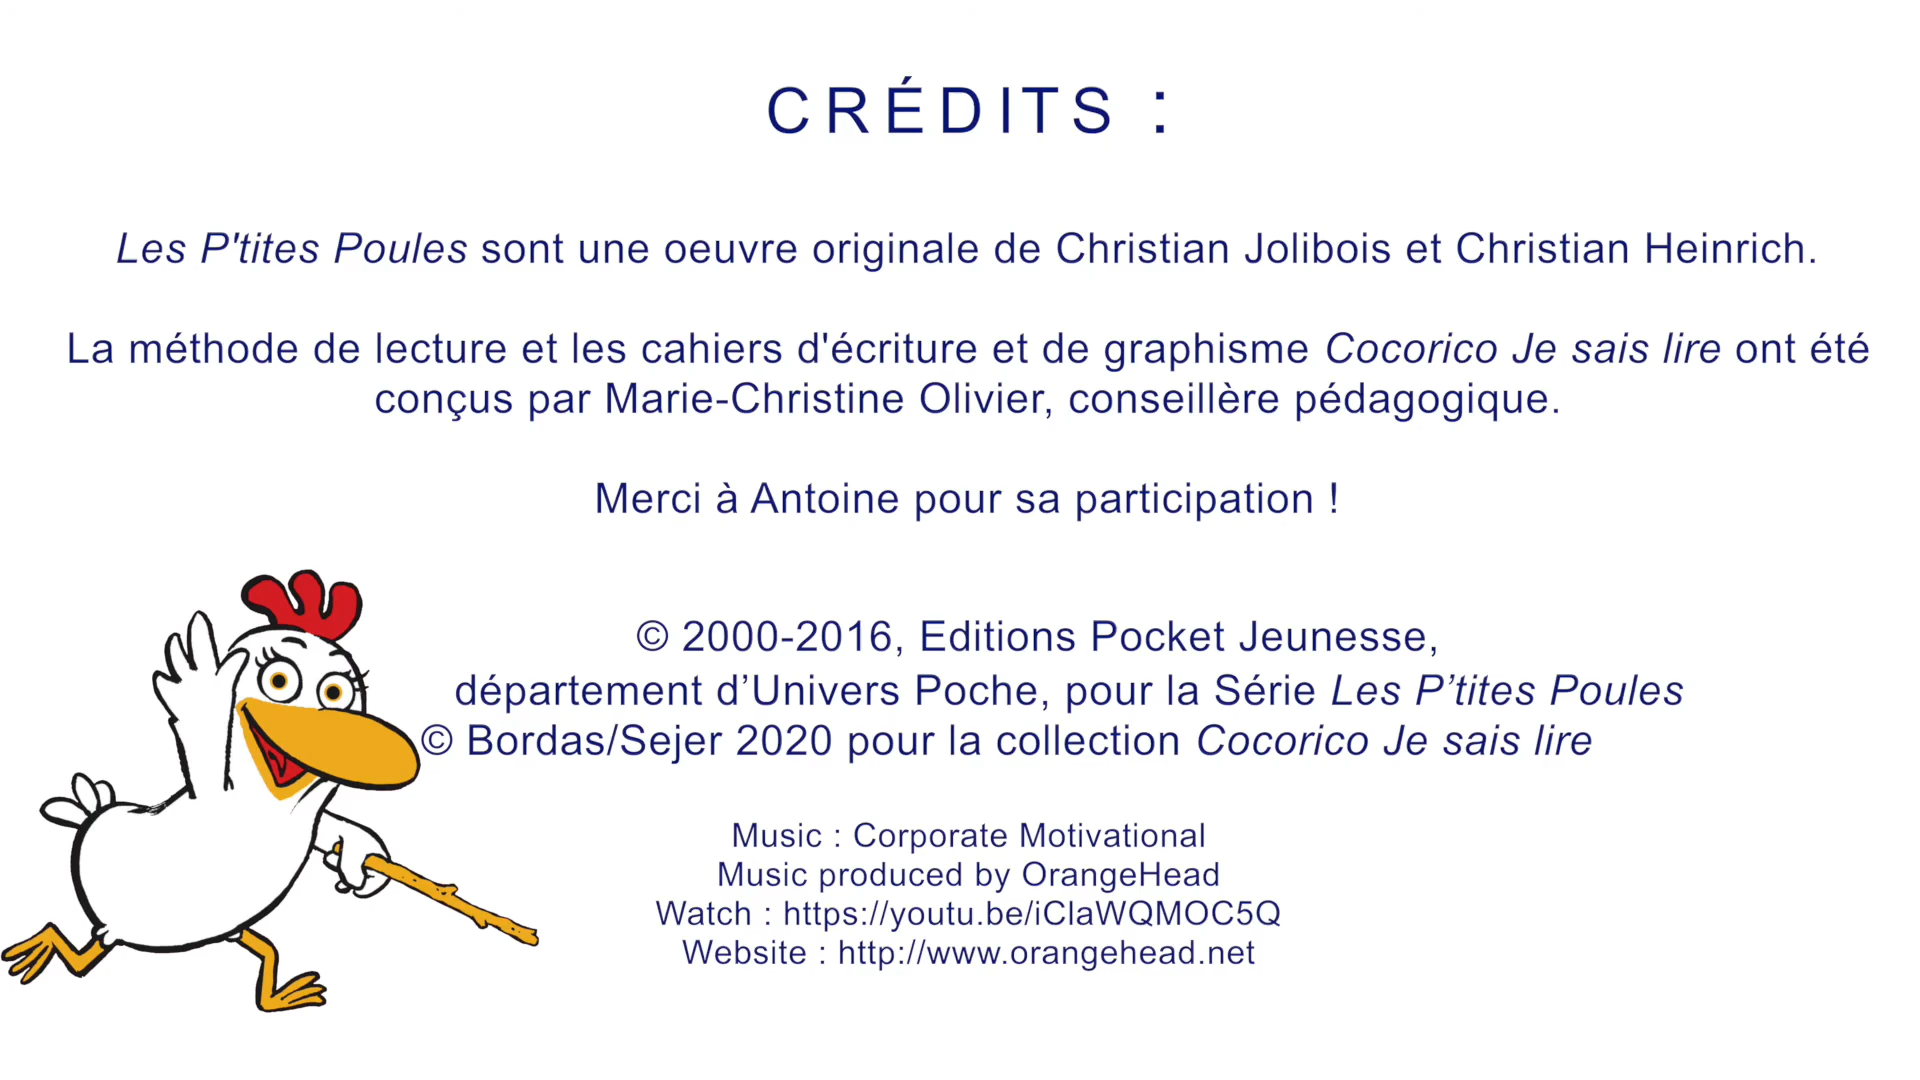 CRÉDITS :
Les P'tites Poules sont une oeuvre originale de Christian Jolibois et Christian Heinrich.
La méthode de lecture et les cahiers d'écriture et de graphisme Cocorico Je sais lire ont été
conçus par Marie-Christine Olivier, conseillère pédagogique.
Merci à Antoine pour sa participation !
© 2000-2016, Editions Pocket Jeunesse,
département d’Univers Poche, pour la Série Les P’tites Poules
© Bordas/Sejer 2020 pour la collection Cocorico Je sais lire
Music : Corporate Motivational
Music produced by OrangeHead
Watch : https://youtu.be/iClaWQMOC5Q
Website : http://www.orangehead.net